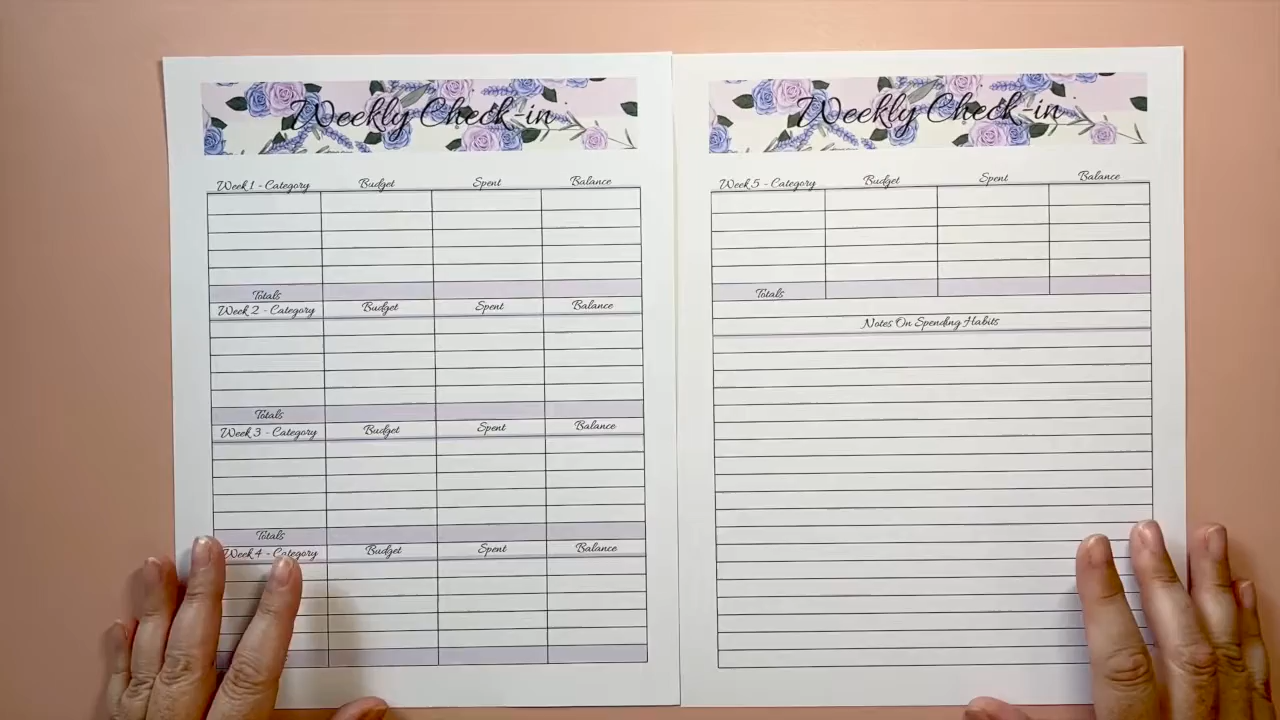 Weekly Check-in
Week 1 - Category Budget Spent Balance
Totals
Week 2 - Category Budget Spent Balance
Totals
Week 3 - Category Budget Spent Balance
Totals
Week 4 - Category Budget Spent Balance
Weekly Check-in
Week 5 - Category Budget Spent Balance
Totals
Notes On Spending Habits